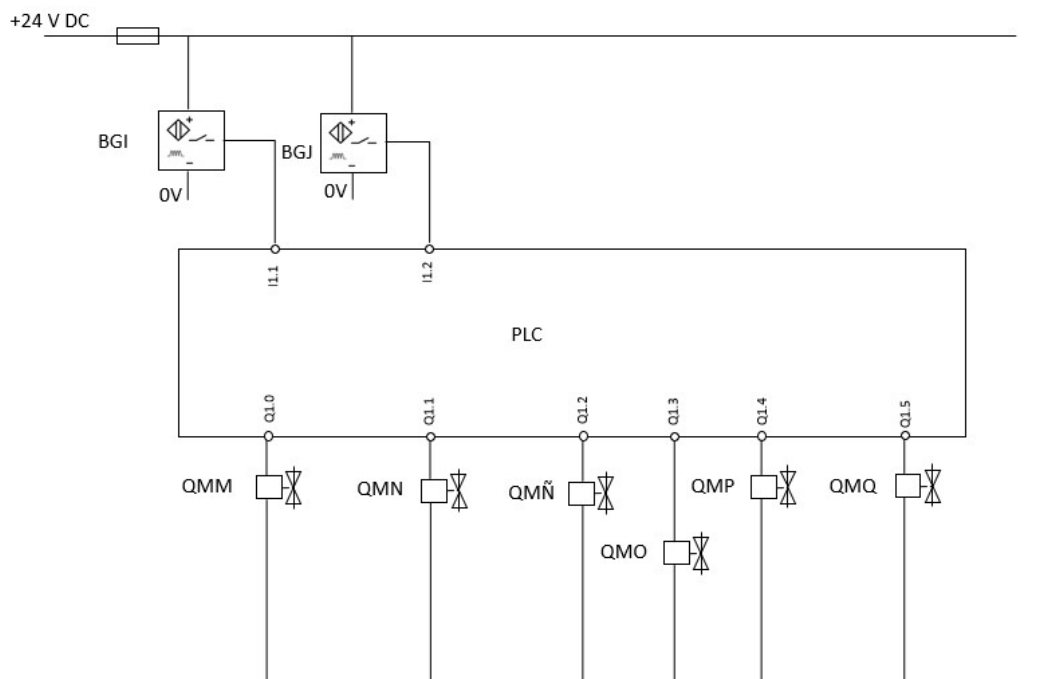 +24 V DC
BGI
BGJ
+
-
0V
+
-
0V
I1.1
I1.2
PLC
Q1.0
Q1.1
Q1.2
Q1.3
Q1.4
Q1.5
QMM
QMN
QMÑ
QMO
QMP
QMQ